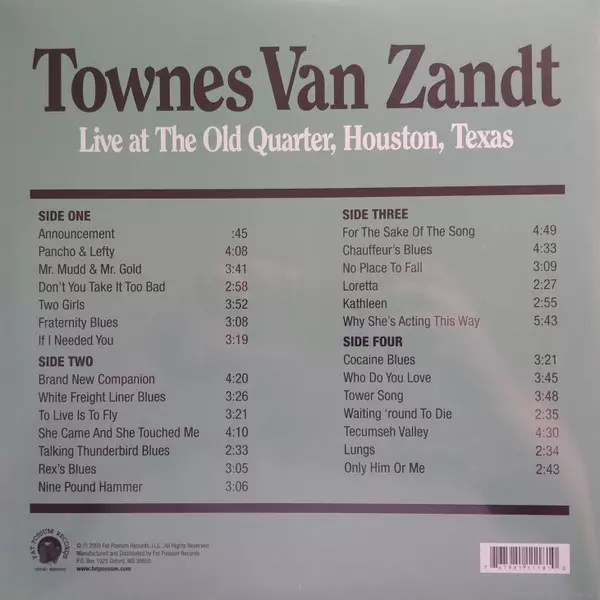 Townes Van Zandt
Live at The Old Quarter, Houston, Texas
SIDE ONE
Announcement :45
Pancho & Lefty 4:08
Mr. Mudd & Mr. Gold 3:41
Don't You Take It Too Bad 2:58
Two Girls 3:52
Fraternity Blues 3:08
If I Needed You 3:19
SIDE TWO
Brand New Companion 4:20
White Freight Liner Blues 3:26
To Live Is To Fly 3:21
She Came And She Touched Me 4:10
Talking Thunderbird Blues 2:33
Rex's Blues 3:05
Nine Pound Hammer 3:06
SIDE THREE
For The Sake Of The Song 4:49
Chauffeur's Blues 4:33
No Place To Fall 3:09
Loretta 2:27
Kathleen 2:55
Why She's Acting This Way 5:43
SIDE FOUR
Cocaine Blues 3:21
Who Do You Love 3:45
Tower Song 3:48
Waiting 'round To Die 2:35
Tecumseh Valley 4:30
Lungs 2:34
Only Him Or Me 2:43
FAT POSSUM RECORDS
© ℗ 2009 Fat Possum Records, LLC. All Rights Reserved.
Manufactured and Distributed by Fat Possum Records
P.O. Box 1923 Oxford, MS 38655
www.fatpossum.com